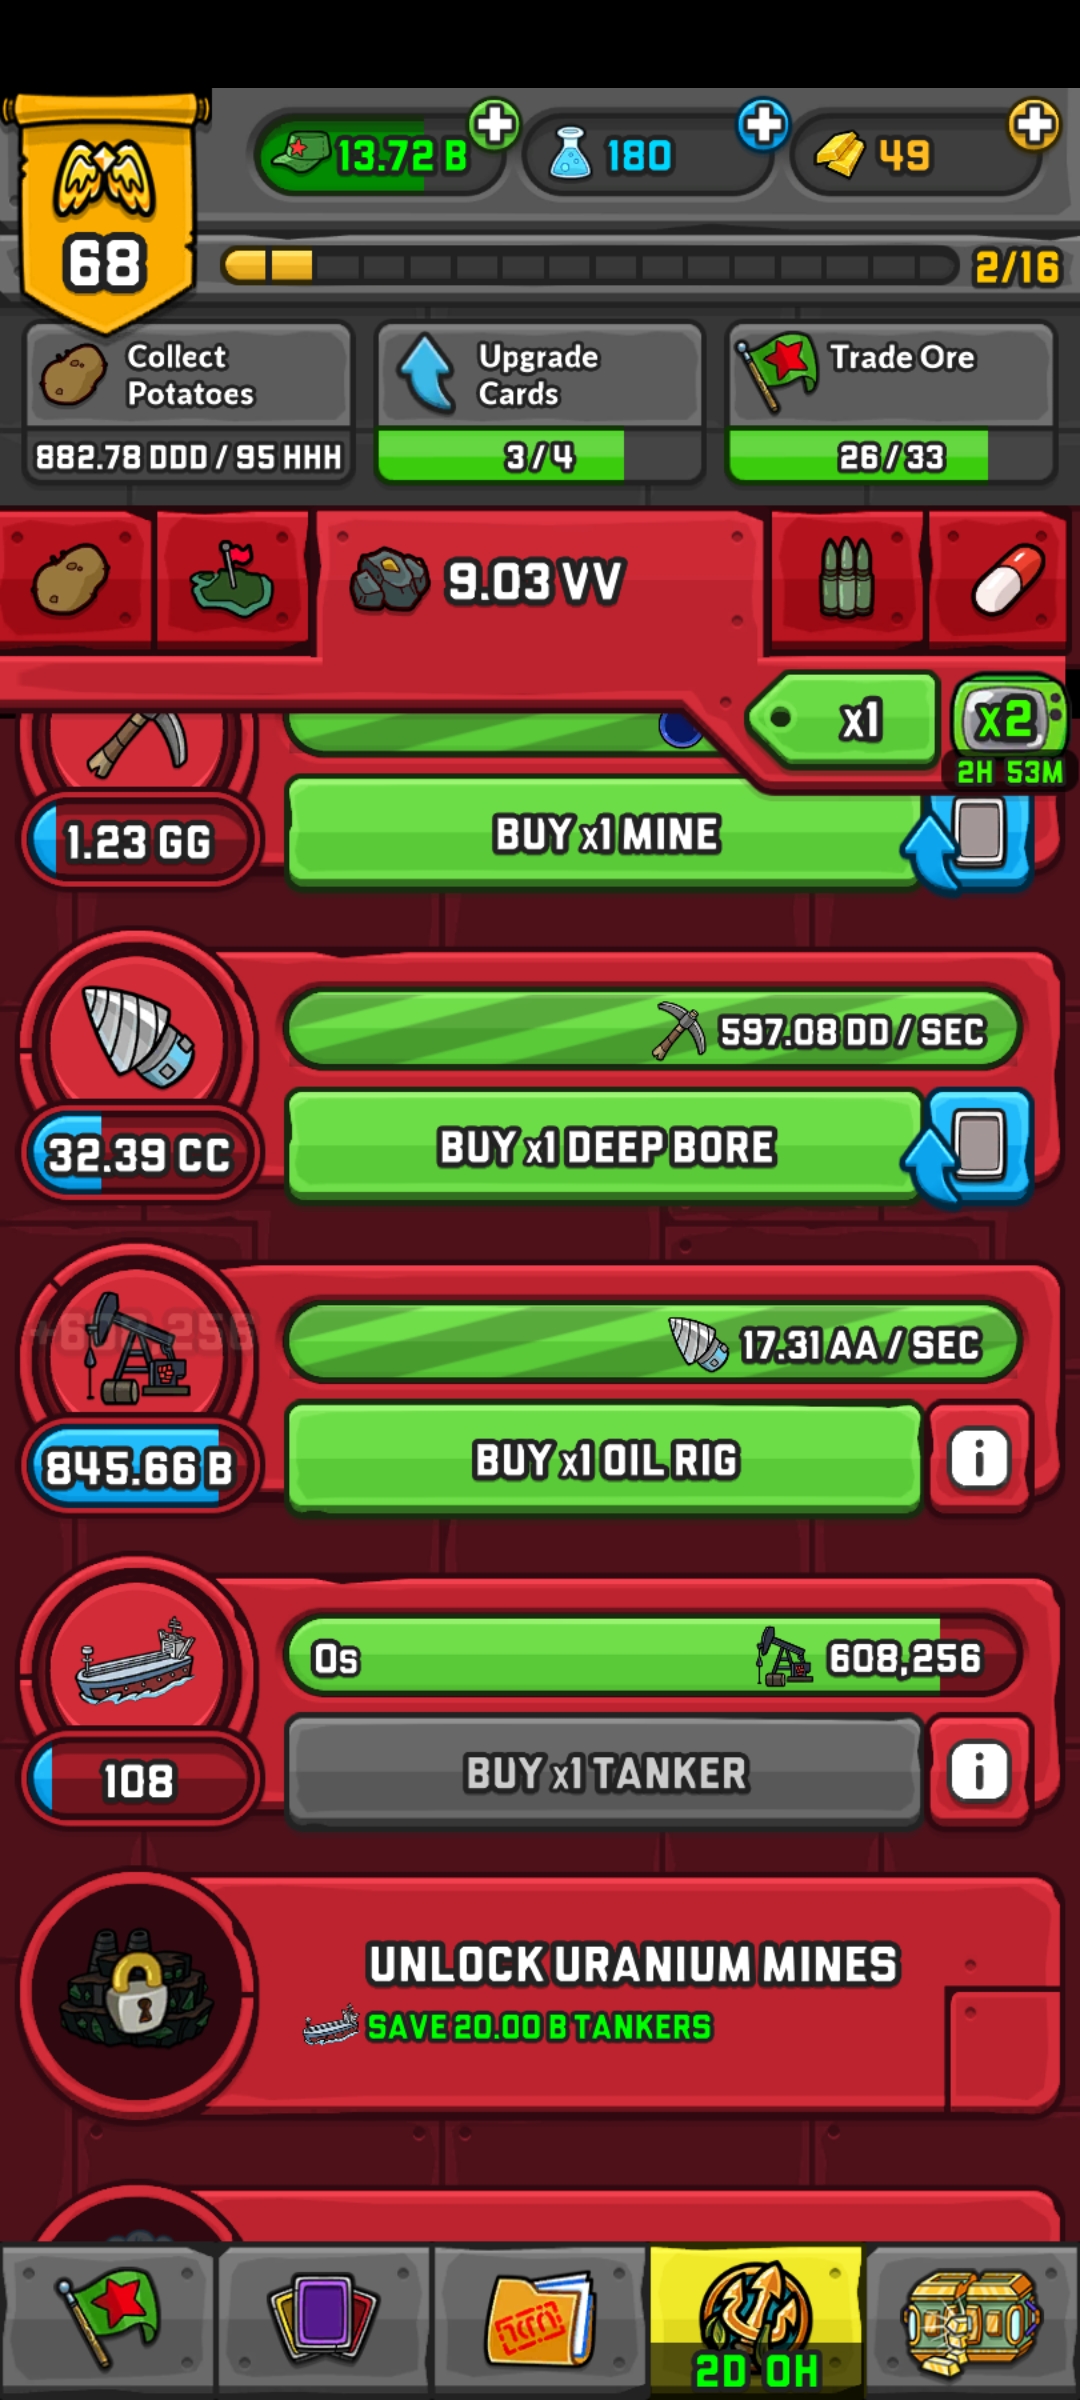 13.72 B
180
49
68
2/16
Collect
Potatoes
882.78 DDD / 95 HHH
Upgrade
Cards
3/4
Trade Ore
26/33
9.03 VV
x1
x2
2H 53M
1.23 GG
BUY x1 MINE
597.08 DD / SEC
32.39 CC
BUY x1 DEEP BORE
+608,256
17.31 AA / SEC
845.66 B
BUY x1 OIL RIG
i
0s
608,256
108
BUY x1 TANKER
i
UNLOCK URANIUM MINES
SAVE 20.00 B TANKERS
2D 0H